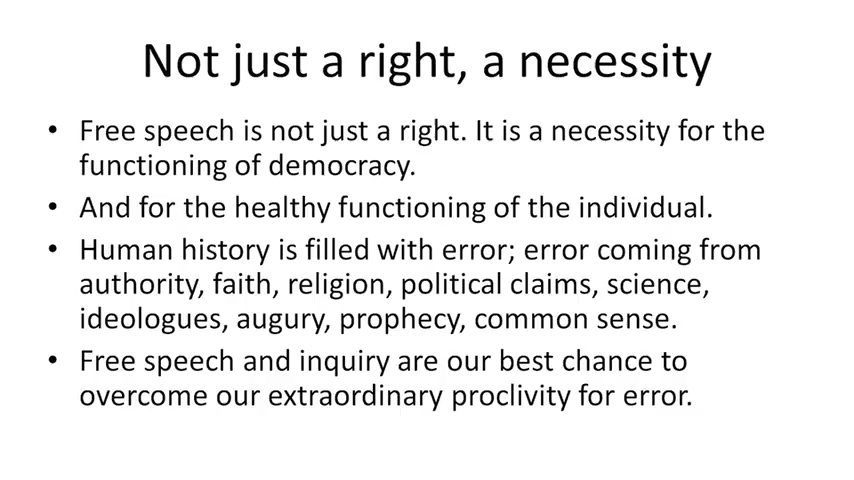 Not just a right, a necessity
• Free speech is not just a right. It is a necessity for the
functioning of democracy.
• And for the healthy functioning of the individual.
• Human history is filled with error; error coming from
authority, faith, religion, political claims, science,
ideologues, augury, prophecy, common sense.
• Free speech and inquiry are our best chance to
overcome our extraordinary proclivity for error.